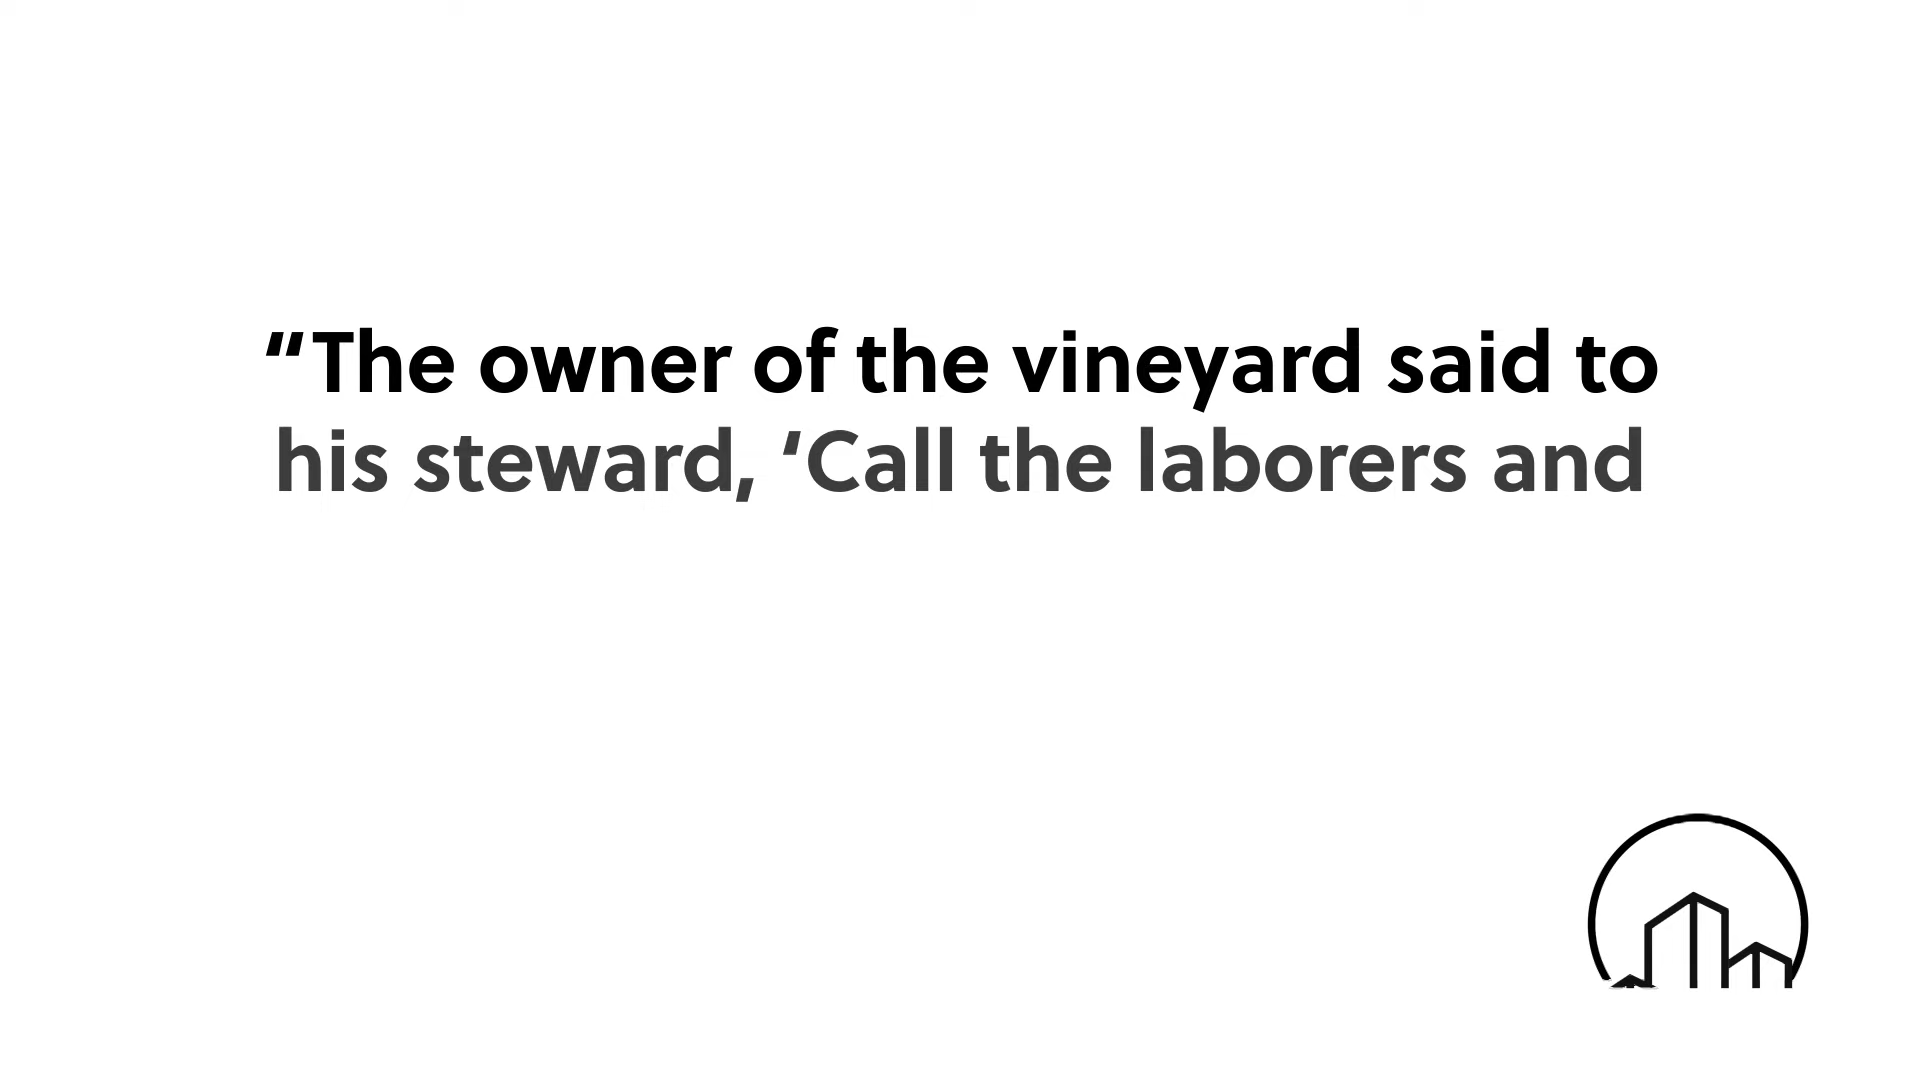 “The owner of the vineyard said to
his steward, ‘Call the laborers and